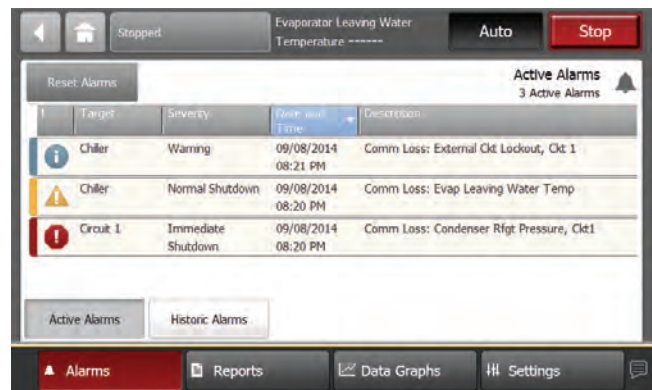 Stopped
Evaporator Leaving Water
Temperature ------
Auto
Stop
Reset Alarms
Active Alarms
3 Active Alarms
!
Target
Severity
Date and
Time
Description
Chiller
Warning
09/08/2014
08:21 PM
Comm Loss: External Ckt Lockout, Ckt 1
Chiller
Normal Shutdown
09/08/2014
08:20 PM
Comm Loss: Evap Leaving Water Temp
Circuit 1
Immediate
Shutdown
09/08/2014
08:20 PM
Comm Loss: Condenser Rfgt Pressure, Ckt1
Active Alarms
Historic Alarms
Alarms
Reports
Data Graphs
Settings